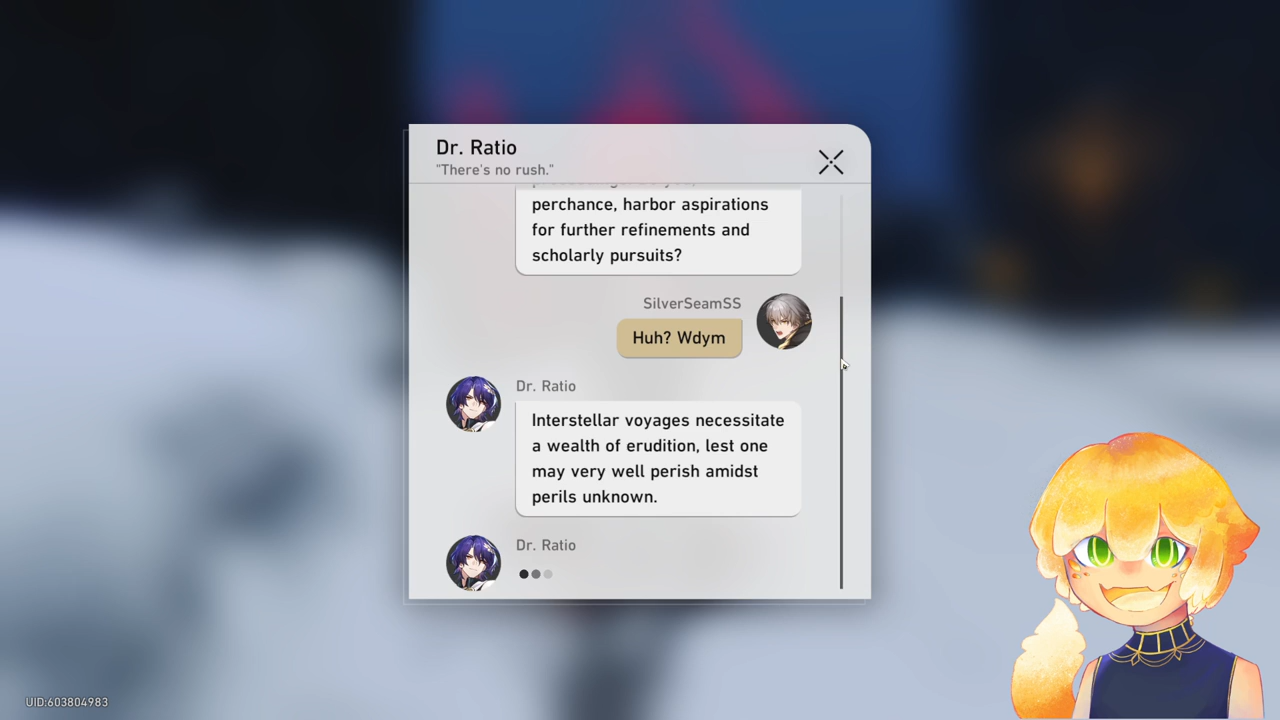 Dr. Ratio
"There's no rush."
perchance, harbor aspirations
for further refinements and
scholarly pursuits?
SilverSeamSS
Huh? Wdym
Dr. Ratio
Interstellar voyages necessitate
a wealth of erudition, lest one
may very well perish amidst
perils unknown.
Dr. Ratio
UID:603804983